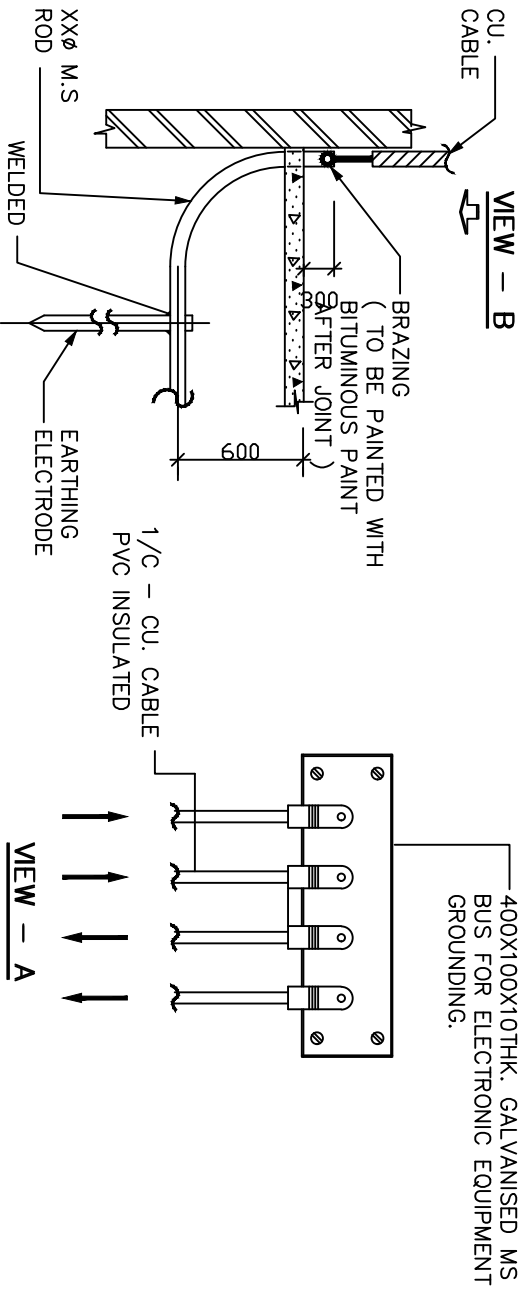 VIEW – B
CU.
CABLE
BRAZING
( TO BE PAINTED WITH
BITUMINOUS PAINT
AFTER JOINT )
300
600
XXø M.S
ROD
WELDED
EARTHING
ELECTRODE
400X100X10THK. GALVANISED MS
BUS FOR ELECTRONIC EQUIPMENT
GROUNDING.
1/C – CU. CABLE
PVC INSULATED
VIEW – A